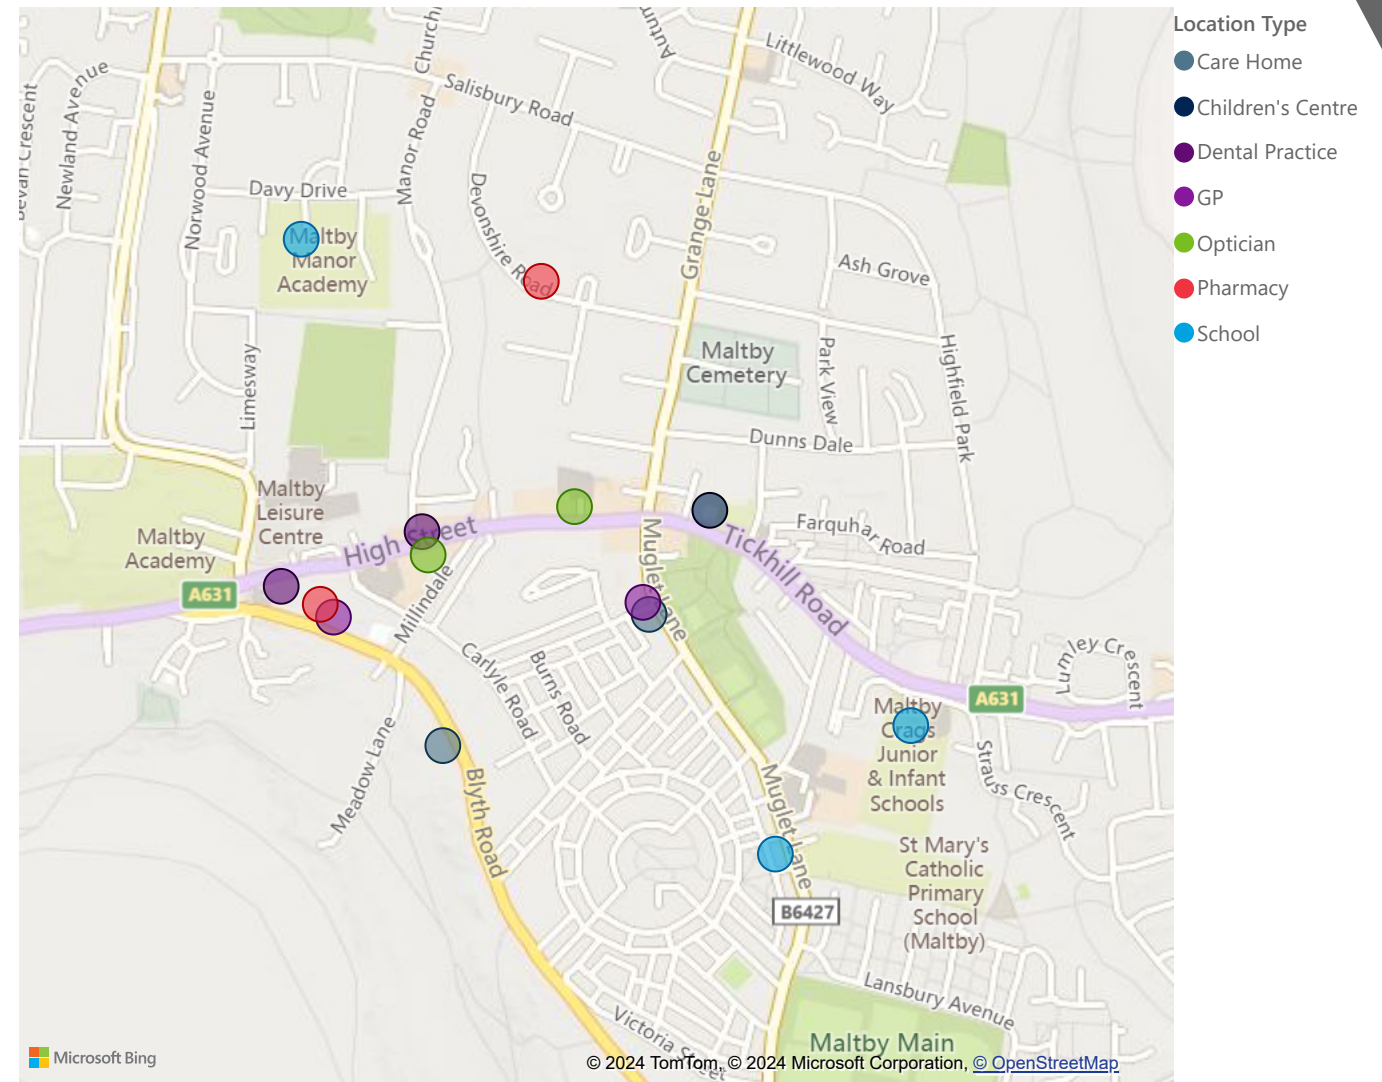 Location Type
Care Home
Children's Centre
Dental Practice
GP
Optician
Pharmacy
School
Littlewood Way
Salisbury Road
Newland Avenue
Norwood Avenue
Manor Road
Davy Drive
Devonshire Road
Grange Lane
Maltby
Manor
Academy
Ash Grove
Maltby
Cemetery
Park View
Highfield Park
Limesway
Dunns Dale
Maltby
Leisure
Centre
Maltby
Academy
High Street
Muglet Lane
Tickhill Road
Farquhar Road
A631
Millindale
Carlyle Road
Burns Road
Lumley Crescent
A631
Maltby
Crags
Junior
& Infant
Schools
Meadow Lane
Blyth Road
Muglet Lane
Strauss Crescent
St Mary's
Catholic
Primary
School
(Maltby)
B6427
Lansbury Avenue
Victoria Street
Maltby Main
Microsoft Bing
© 2024 TomTom, © 2024 Microsoft Corporation, © OpenStreetMap